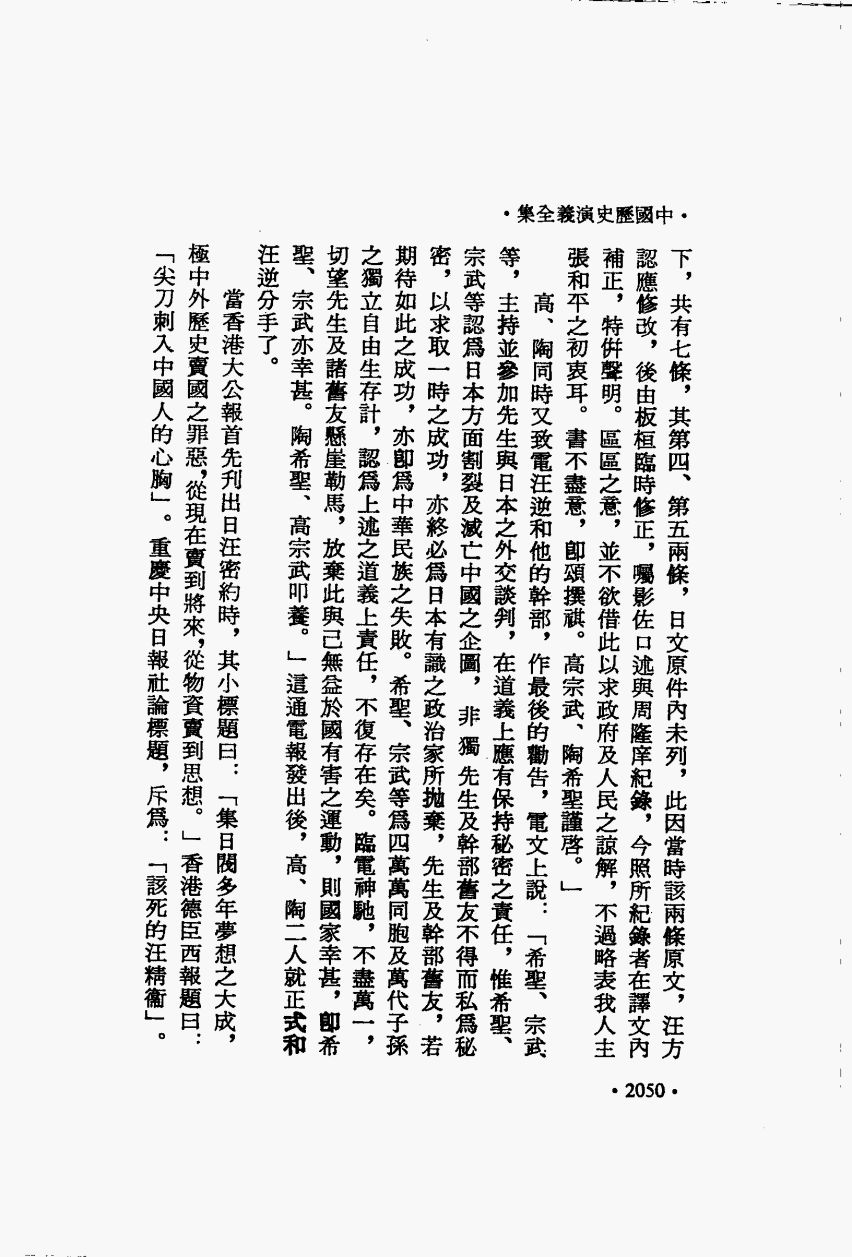 ・中國歷史演義全集・
下，共有七條，其第四、第五兩條，日文原件內未列，此因當時該兩條原文，汪方
認應修改，後由板桓臨時修正，囑影佐口述與周隆庠紀錄，今照所紀錄者在譯文內
補正，特併聲明。區區之意，並不欲借此以求政府及人民之諒解，不過略表我人主
張和平之初衷耳。書不盡意，卽頌撰祺。高宗武、陶希聖謹啓。」
高、陶同時又致電汪逆和他的幹部，作最後的勸告，電文上說：「希聖、宗武
等，主持並參加先生與日本之外交談判，在道義上應有保持秘密之責任，惟希聖、
宗武等認爲日本方面割裂及滅亡中國之企圖，非獨先生及幹部舊友不得而私爲秘
密，以求取一時之成功，亦終必爲日本有識之政治家所拋棄，先生及幹部舊友，若
期待如此之成功，亦卽爲中華民族之失敗。希聖、宗武等爲四萬萬同胞及萬代子孫
之獨立自由生存計，認爲上述之道義上責任，不復存在矣。臨電神馳，不盡萬一，
切望先生及諸舊友懸崖勒馬，放棄此與己無益於國有害之運動，則國家幸甚，卽希
聖、宗武亦幸甚。陶希聖、高宗武叩養。」這通電報發出後，高、陶二人就正式和
汪逆分手了。
當香港大公報首先刋出日汪密約時，其小標題曰：「集日閥多年夢想之大成，
極中外歷史賣國之罪惡，從現在賣到將來，從物資賣到思想。」香港德臣西報題曰：
「尖刀刺入中國人的心胸」。重慶中央日報社論標題，斥爲：「該死的汪精衞」。
・2050・